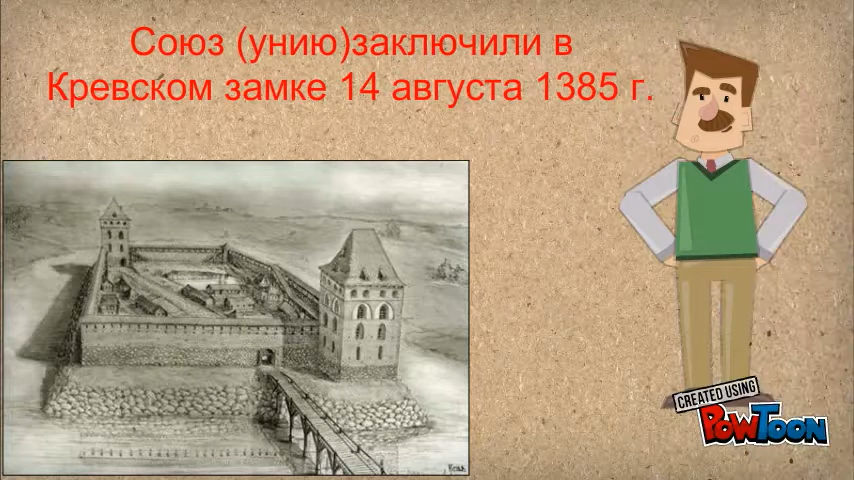 Союз (унию)заключили в
Кревском замке 14 августа 1385 г.
CREATED USING
POWTOON